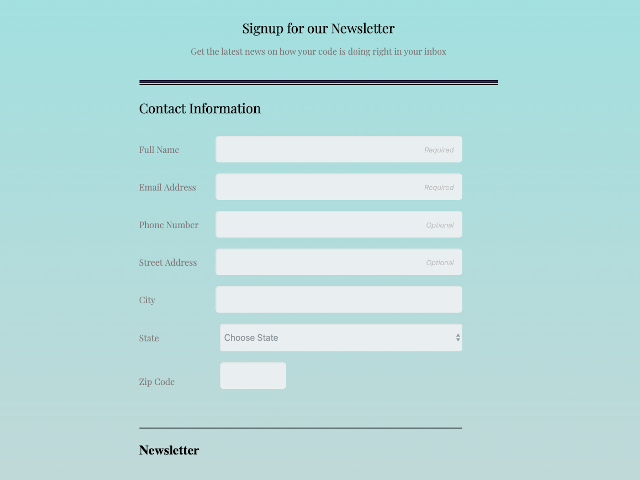 Signup for our Newsletter
Get the latest news on how your code is doing right in your inbox
Contact Information
Full Name Required
Email Address Required
Phone Number Optional
Street Address Optional
City
State Choose State
Zip Code
Newsletter